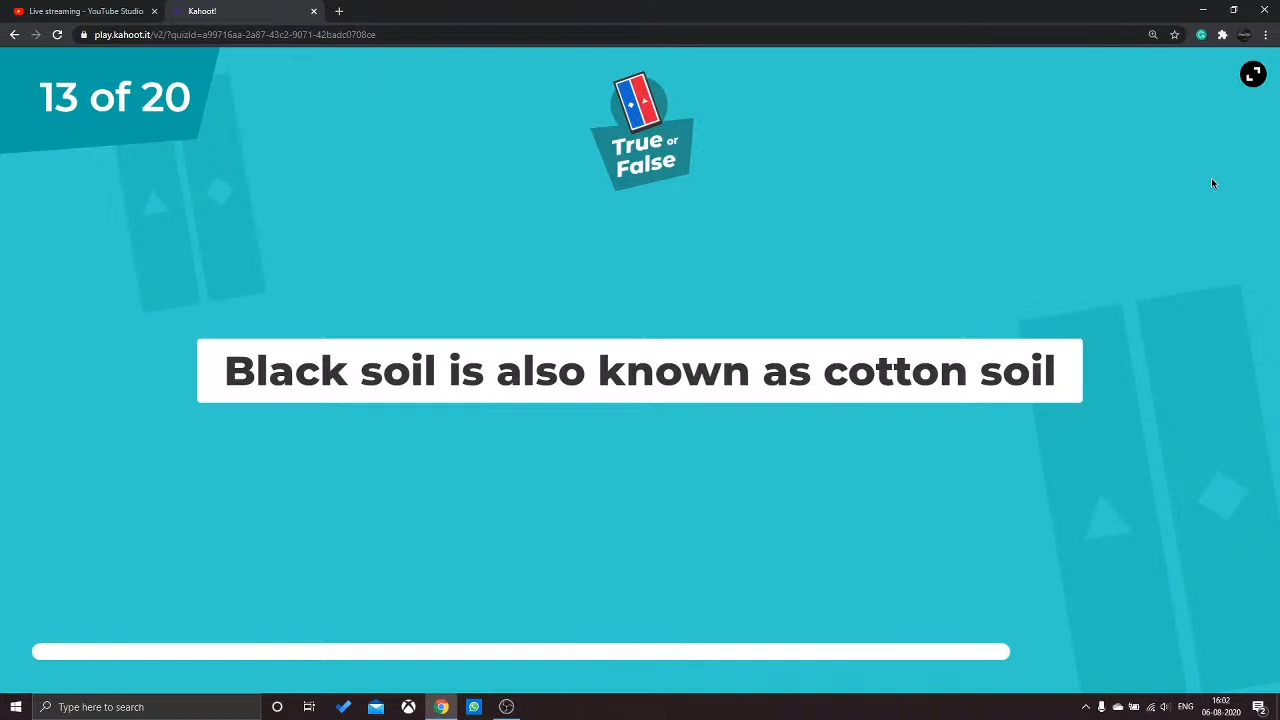 Live streaming - YouTube Studio
Kahoot!
play.kahoot.it/v2/?quizId=a99716aa-2a87-43c2-9071-42badc0708ce
13 of 20
True or
False
Black soil is also known as cotton soil
Type here to search
ENG
16:02
06-08-2020
2